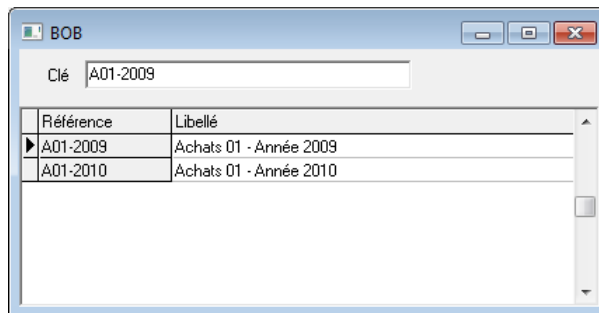 BOB
Clé A01-2009
Référence Libellé
A01-2009 Achats 01 - Année 2009
A01-2010 Achats 01 - Année 2010